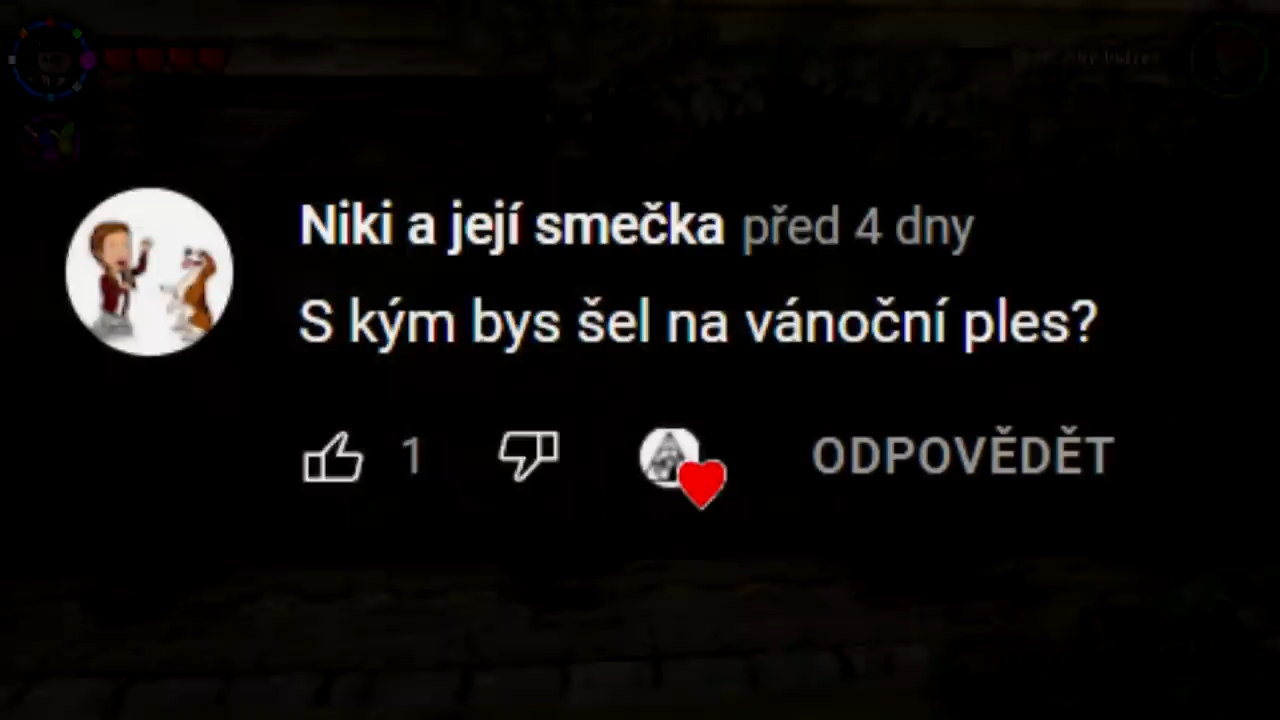 Niki a její smečka před 4 dny
S kým bys šel na vánoční ples?
1
ODPOVĚDĚT